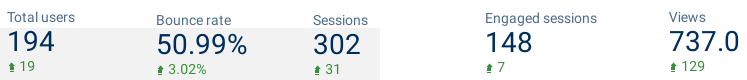 Total users
194
19
Bounce rate
50.99%
3.02%
Sessions
302
31
Engaged sessions
148
7
Views
737.0
129